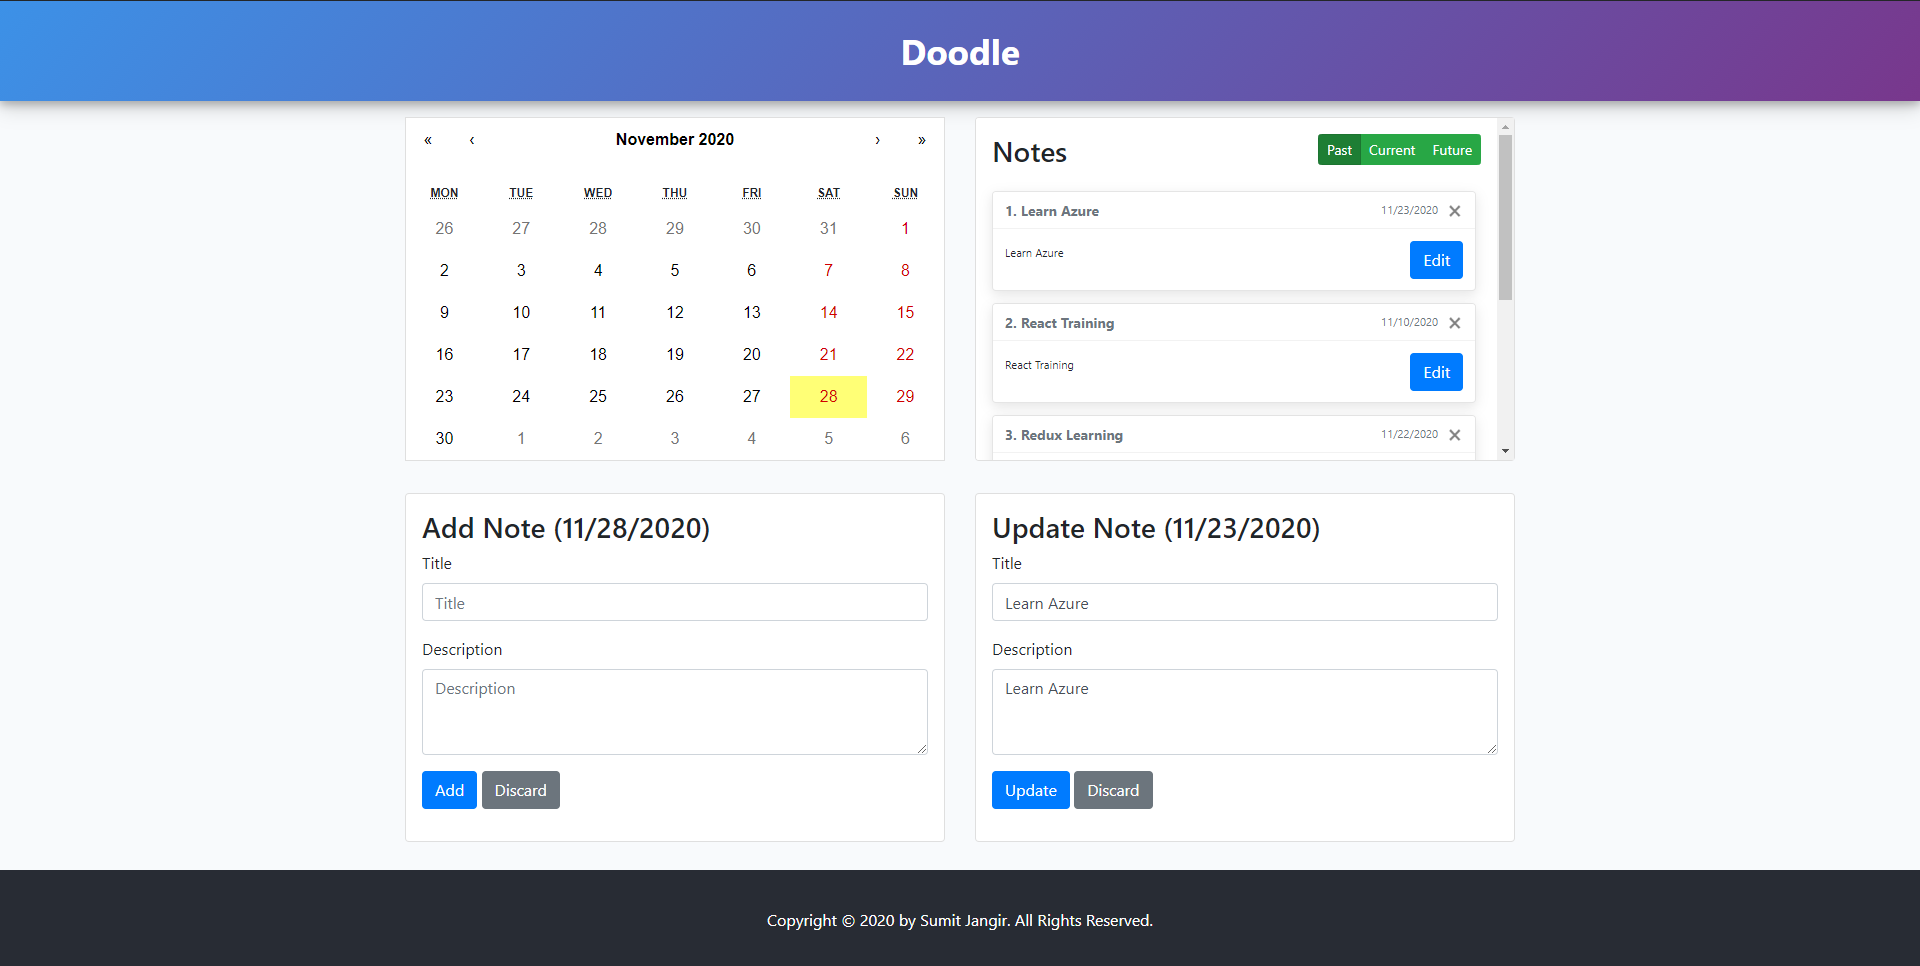 Doodle
« ‹ November 2020 › »
MON TUE WED THU FRI SAT SUN
26 27 28 29 30 31 1
2 3 4 5 6 7 8
9 10 11 12 13 14 15
16 17 18 19 20 21 22
23 24 25 26 27 28 29
30 1 2 3 4 5 6
Notes
Past Current Future
1. Learn Azure 11/23/2020 ×
Learn Azure
Edit
2. React Training 11/10/2020 ×
React Training
Edit
3. Redux Learning 11/22/2020 ×
Add Note (11/28/2020)
Title
Title
Description
Description
Add Discard
Update Note (11/23/2020)
Title
Learn Azure
Description
Learn Azure
Update Discard
Copyright © 2020 by Sumit Jangir. All Rights Reserved.